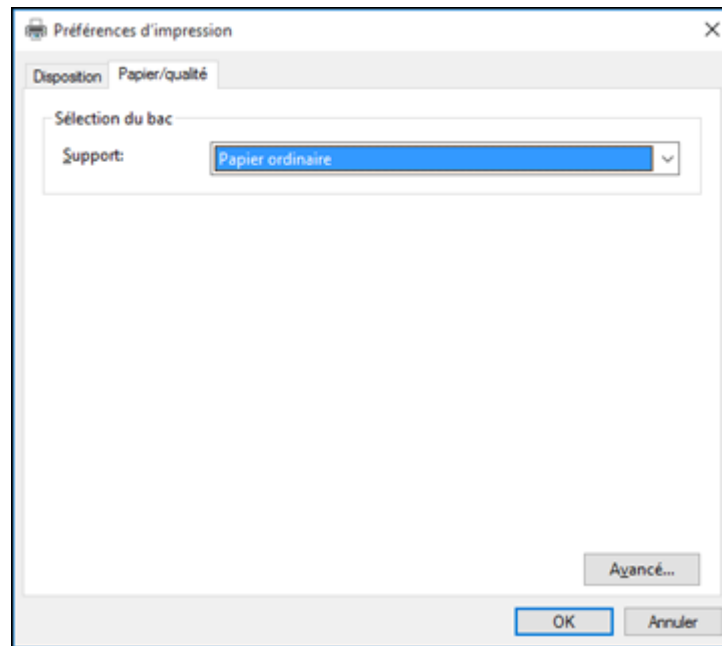 Préférences d'impression
Disposition Papier/qualité
Sélection du bac
Support: Papier ordinaire
Avancé...
OK Annuler